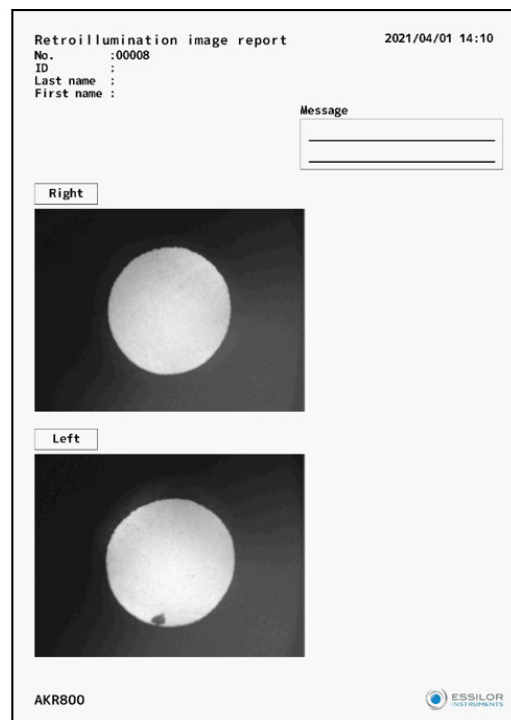 Retroillumination image report
2021/04/01 14:10
No. :00008
ID :
Last name :
First name :
Message
Right
Left
AKR800
ESSILOR
INSTRUMENTS